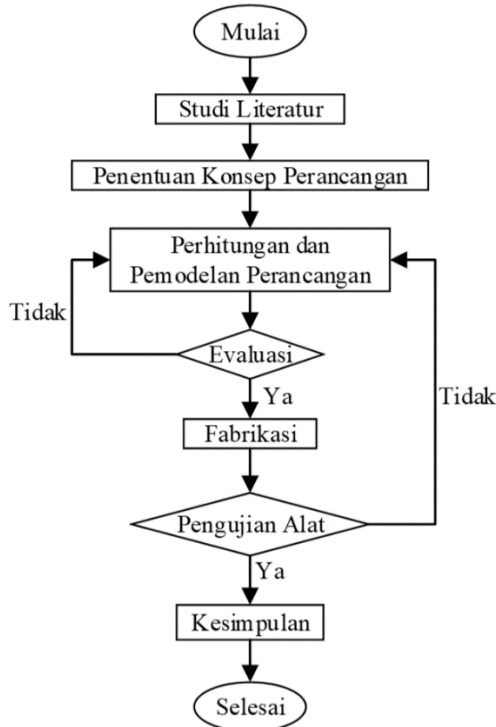 Mulai
Studi Literatur
Penentuan Konsep Perancangan
Perhitungan dan
Pemodelan Perancangan
Tidak
Evaluasi
Ya
Tidak
Fabrikasi
Pengujian Alat
Ya
Kesimpulan
Selesai